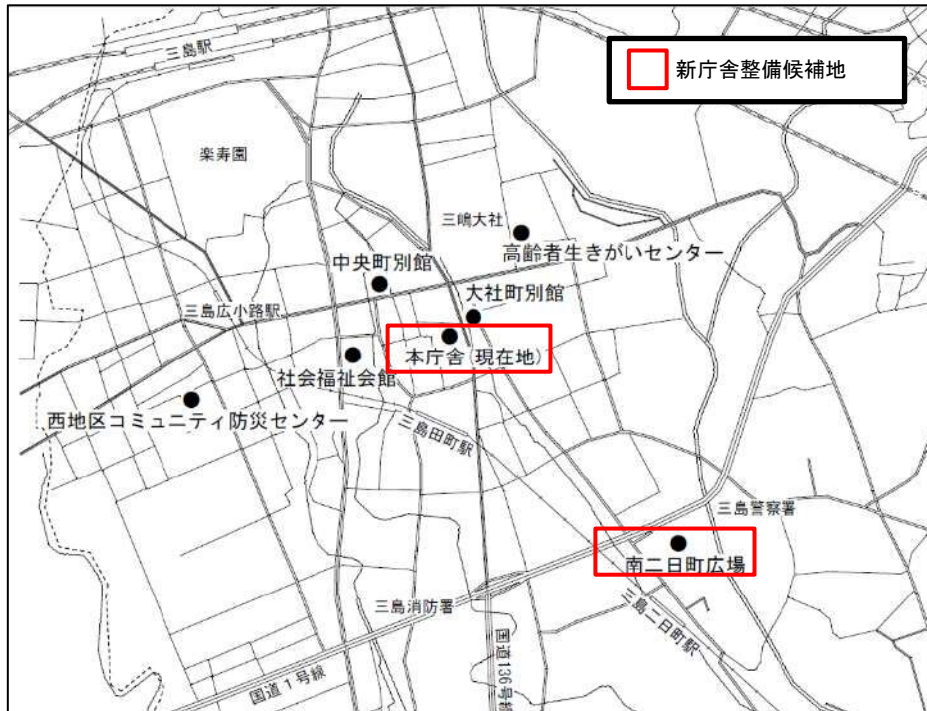 三島駅
新庁舎整備候補地
楽寿園
三嶋大社
高齢者生きがいセンター
中央町別館
大社町別館
三島広小路駅
本庁舎(現在地)
社会福祉会館
西地区コミュニティ防災センター
三島田町駅
三島警察署
南二日町広場
三島消防署
三島二日町駅
国道136号線
国道1号線